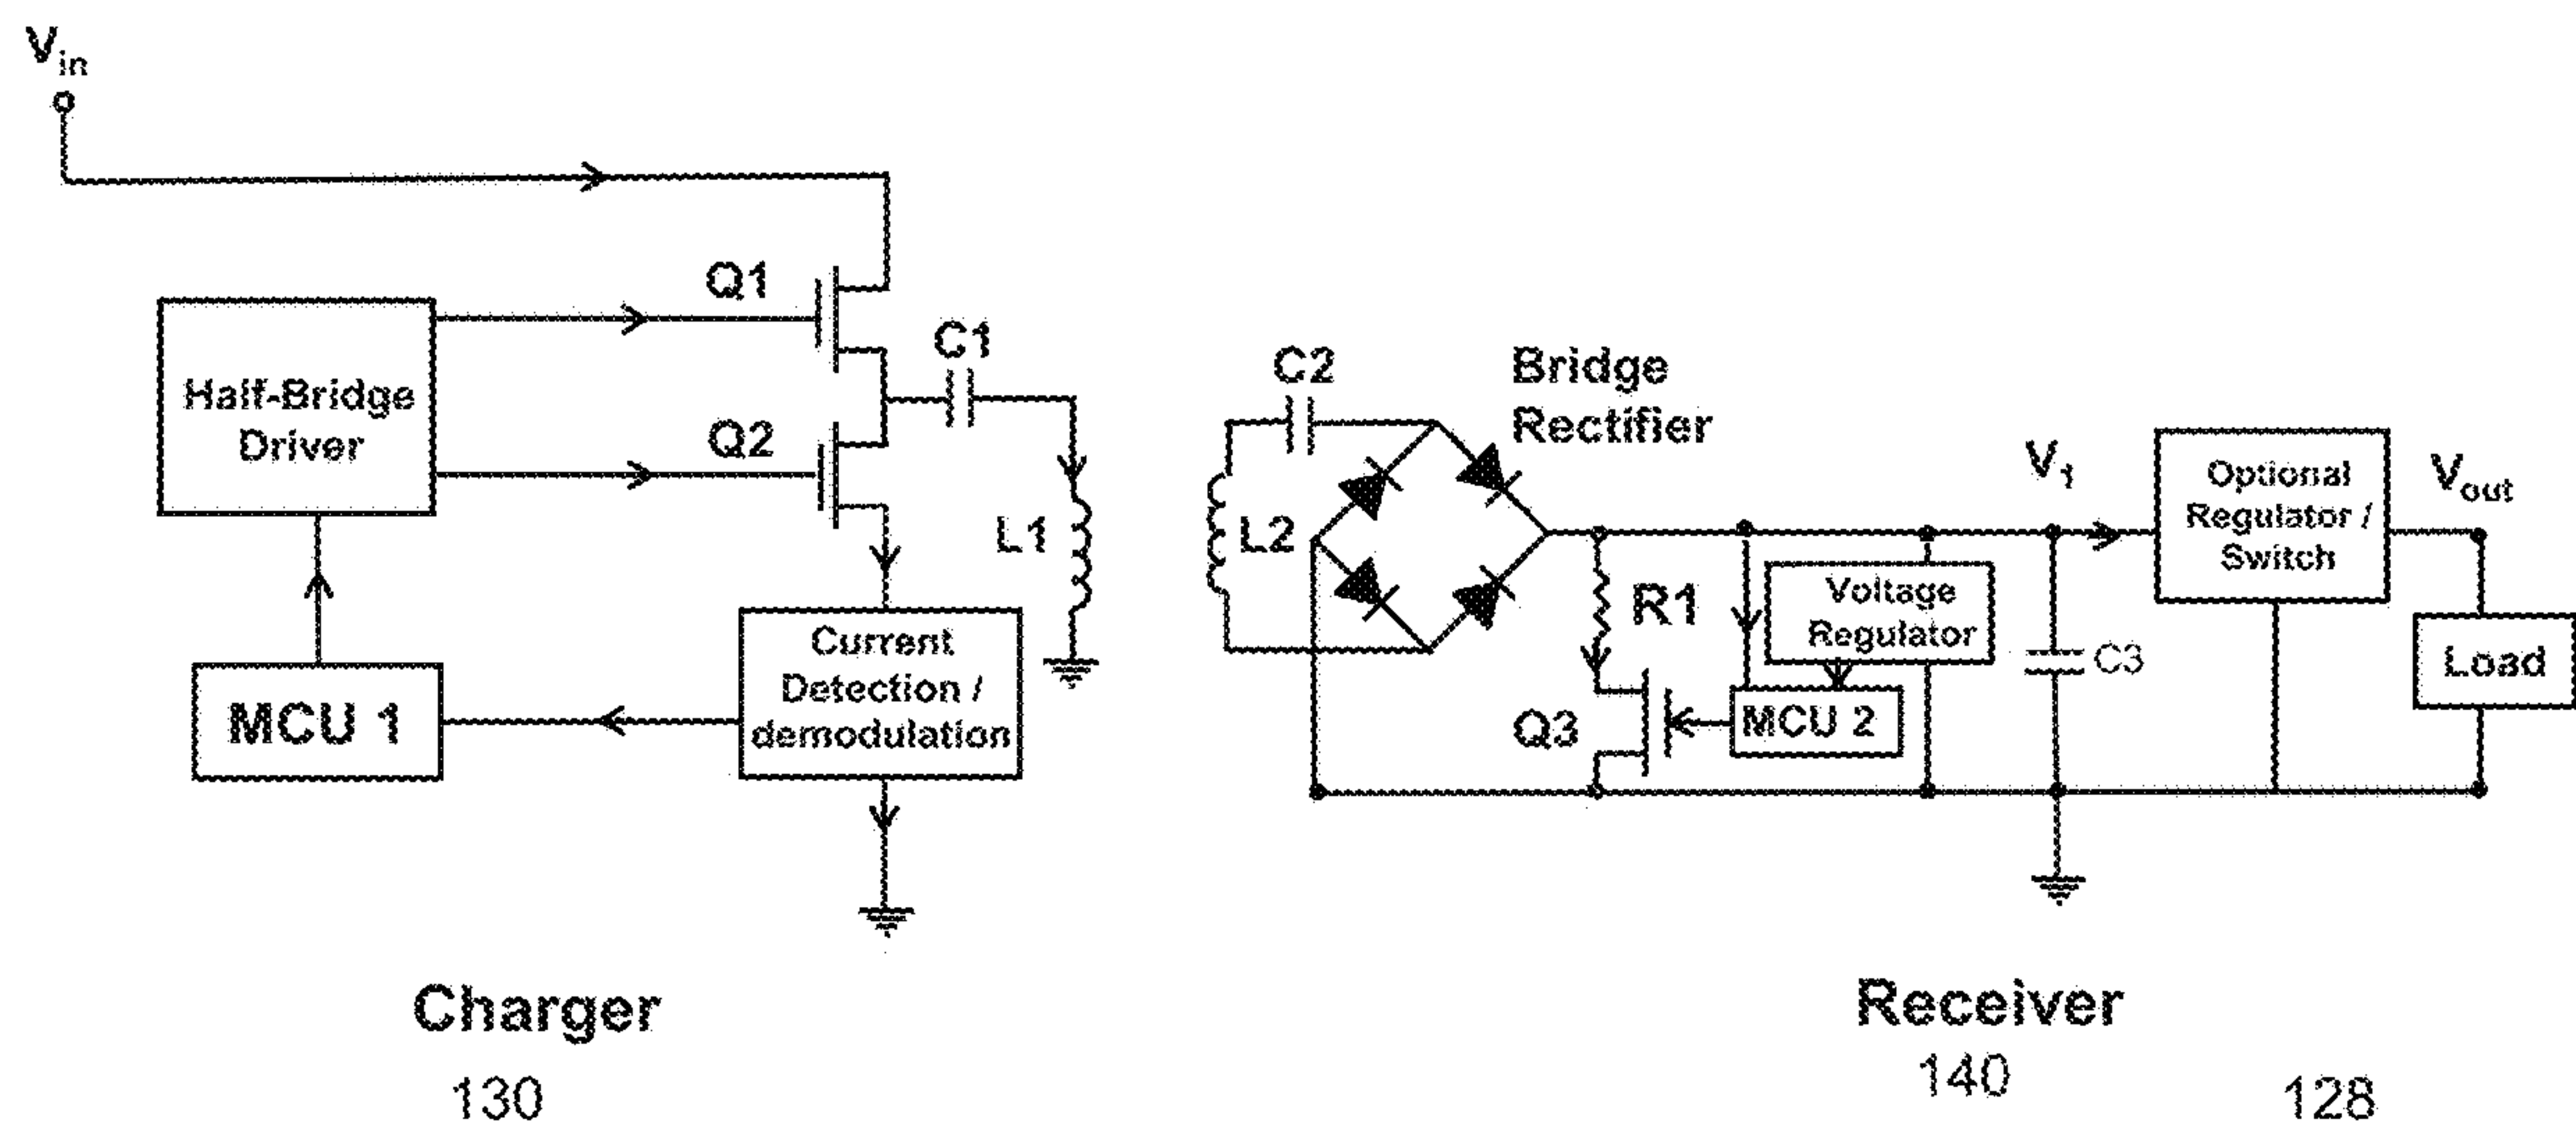 Vin
Q1
Half-Bridge
Driver
Q2
C1
L1
MCU 1
Current
Detection /
demodulation
Charger
130
C2
Bridge
Rectifier
L2
R1
Q3
Voltage
Regulator
MCU 2
V1
C3
Optional
Regulator /
Switch
Vout
Load
Receiver
140
128